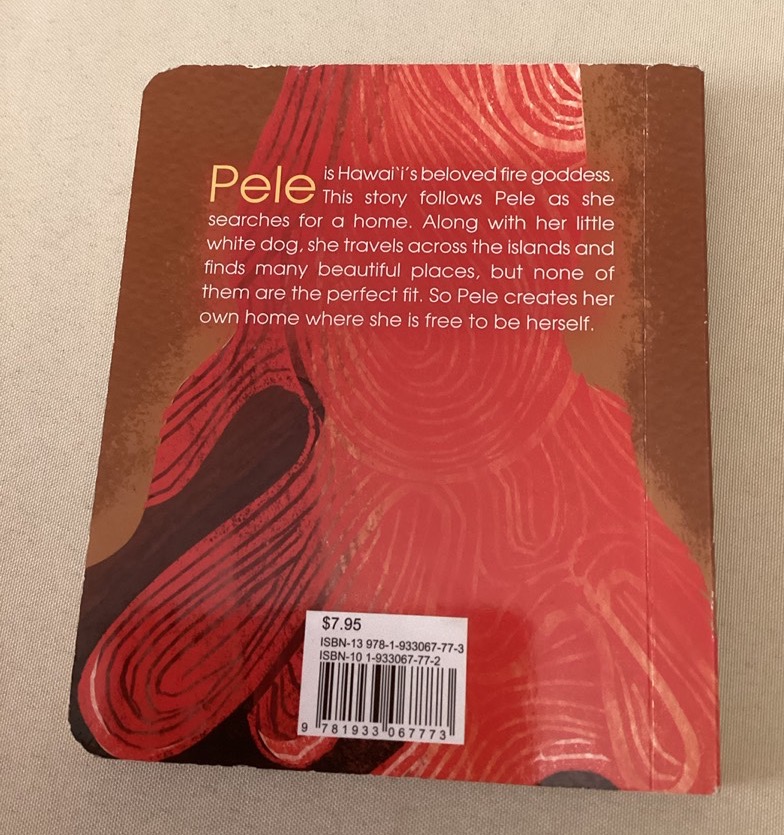 Pele is Hawai`i's beloved fire goddess.
This story follows Pele as she
searches for a home. Along with her little
white dog, she travels across the islands and
finds many beautiful places, but none of
them are the perfect fit. So Pele creates her
own home where she is free to be herself.
$7.95
ISBN-13 978-1-933067-77-3
ISBN-10 1-933067-77-2
9 781933 067773